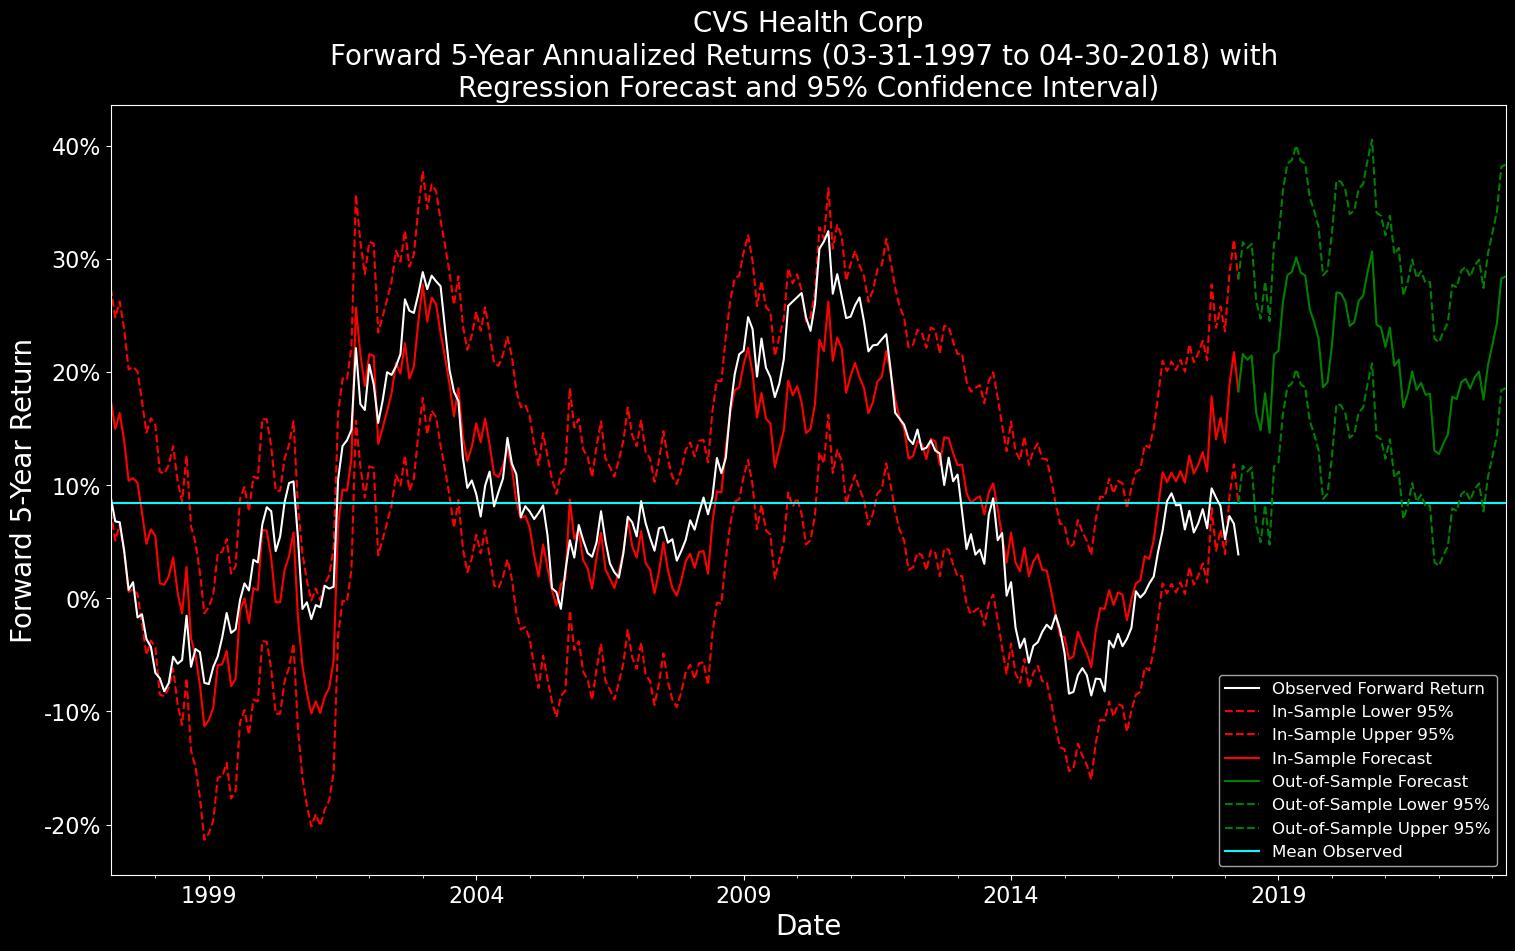 CVS Health Corp
Forward 5-Year Annualized Returns (03-31-1997 to 04-30-2018) with
Regression Forecast and 95% Confidence Interval)
Forward 5-Year Return
40%
30%
20%
10%
0%
-10%
-20%
Observed Forward Return
In-Sample Lower 95%
In-Sample Upper 95%
In-Sample Forecast
Out-of-Sample Forecast
Out-of-Sample Lower 95%
Out-of-Sample Upper 95%
Mean Observed
1999
2004
2009
2014
2019
Date